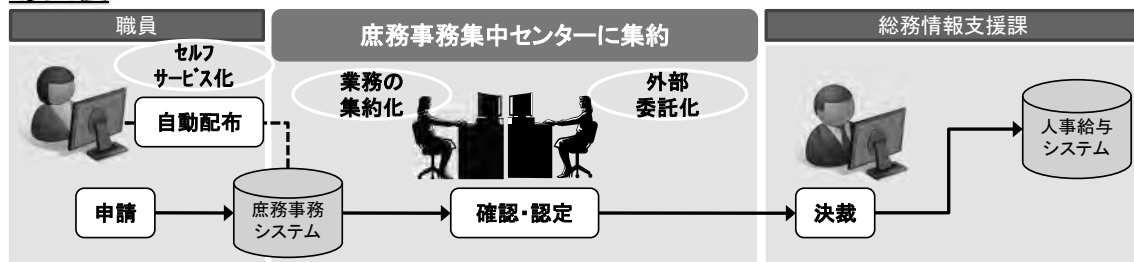 職員
庶務事務集中センターに集約
総務情報支援課
セルフ
サービス化
業務の
集約化
外部
委託化
自動配布
人事給与
システム
申請
庶務事務
システム
確認・認定
決裁